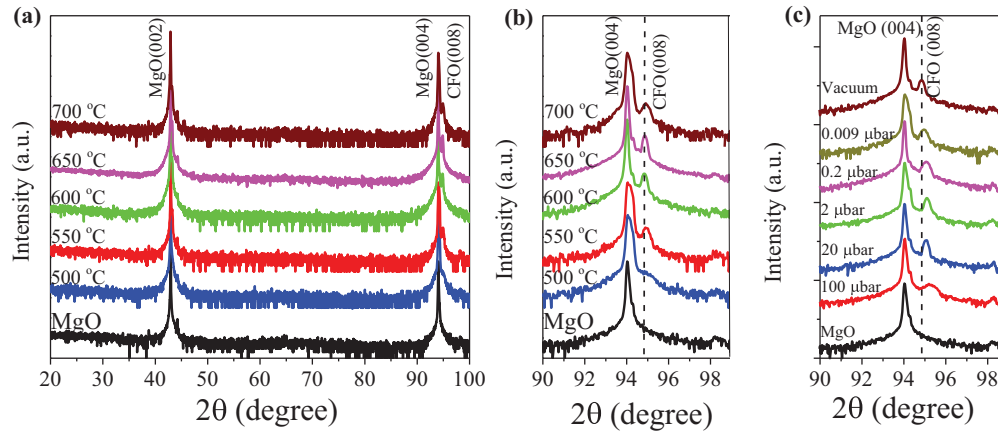 (a)
Intensity (a.u.)
MgO(002)
MgO(004)
CFO(008)
700 °C
650 °C
600 °C
550 °C
500 °C
MgO
20 30 40 50 60 70 80 90 100
2θ (degree)
(b)
Intensity (a.u.)
MgO(004)
CFO(008)
700 °C
650 °C
600 °C
550 °C
500 °C
MgO
90 92 94 96 98
2θ (degree)
(c)
Intensity (a.u.)
MgO (004)
CFO (008)
Vacuum
0.009 μbar
0.2 μbar
2 μbar
20 μbar
100 μbar
MgO
90 92 94 96 98
2θ (degree)